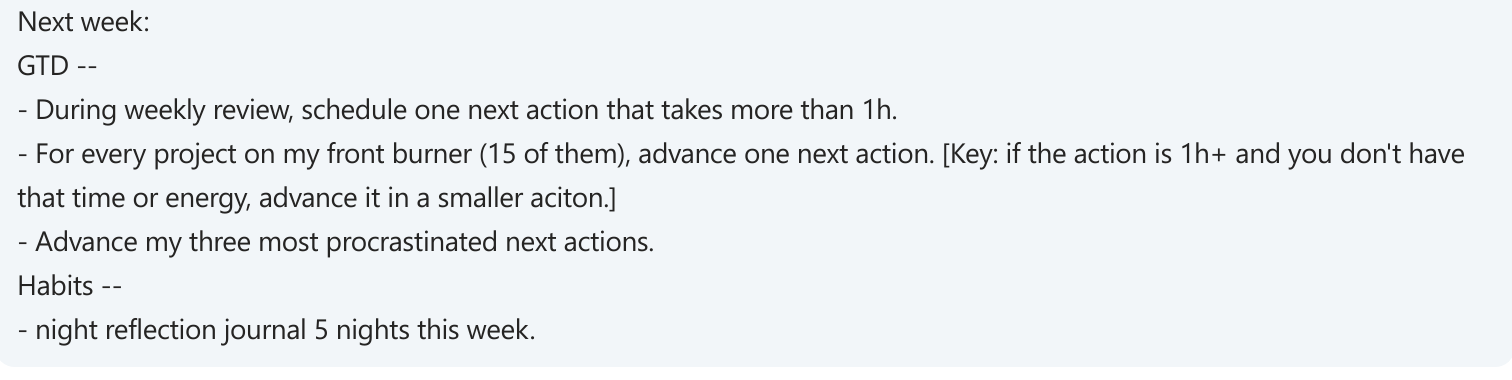 Next week:
GTD --
- During weekly review, schedule one next action that takes more than 1h.
- For every project on my front burner (15 of them), advance one next action. [Key: if the action is 1h+ and you don't have
that time or energy, advance it in a smaller aciton.]
- Advance my three most procrastinated next actions.
Habits --
- night reflection journal 5 nights this week.